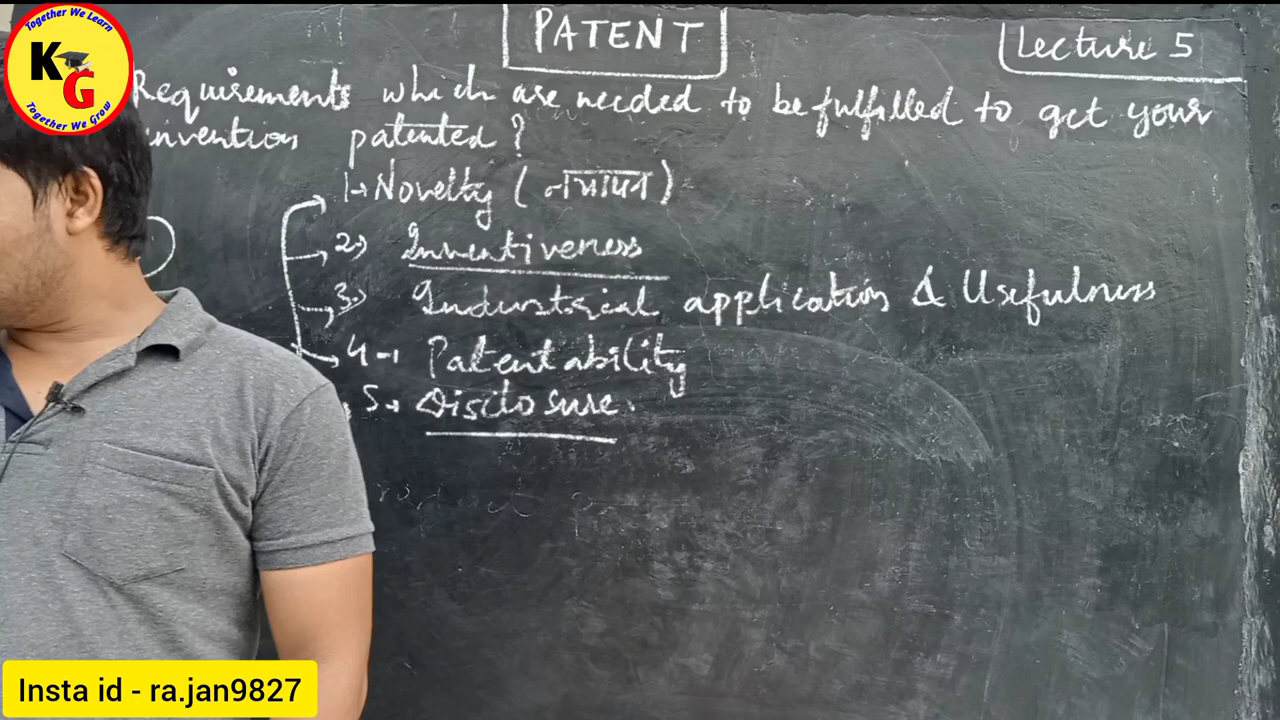 Together We Learn
KG
Together We Grow
PATENT
Lecture 5
Requirements which are needed to be fulfilled to get your
invention patented?
1→ Novelty (नयापन)
2→ Inventiveness
3→ Industrial application & Usefulness
4→ Patentability
5→ Disclosure.
Insta id - ra.jan9827